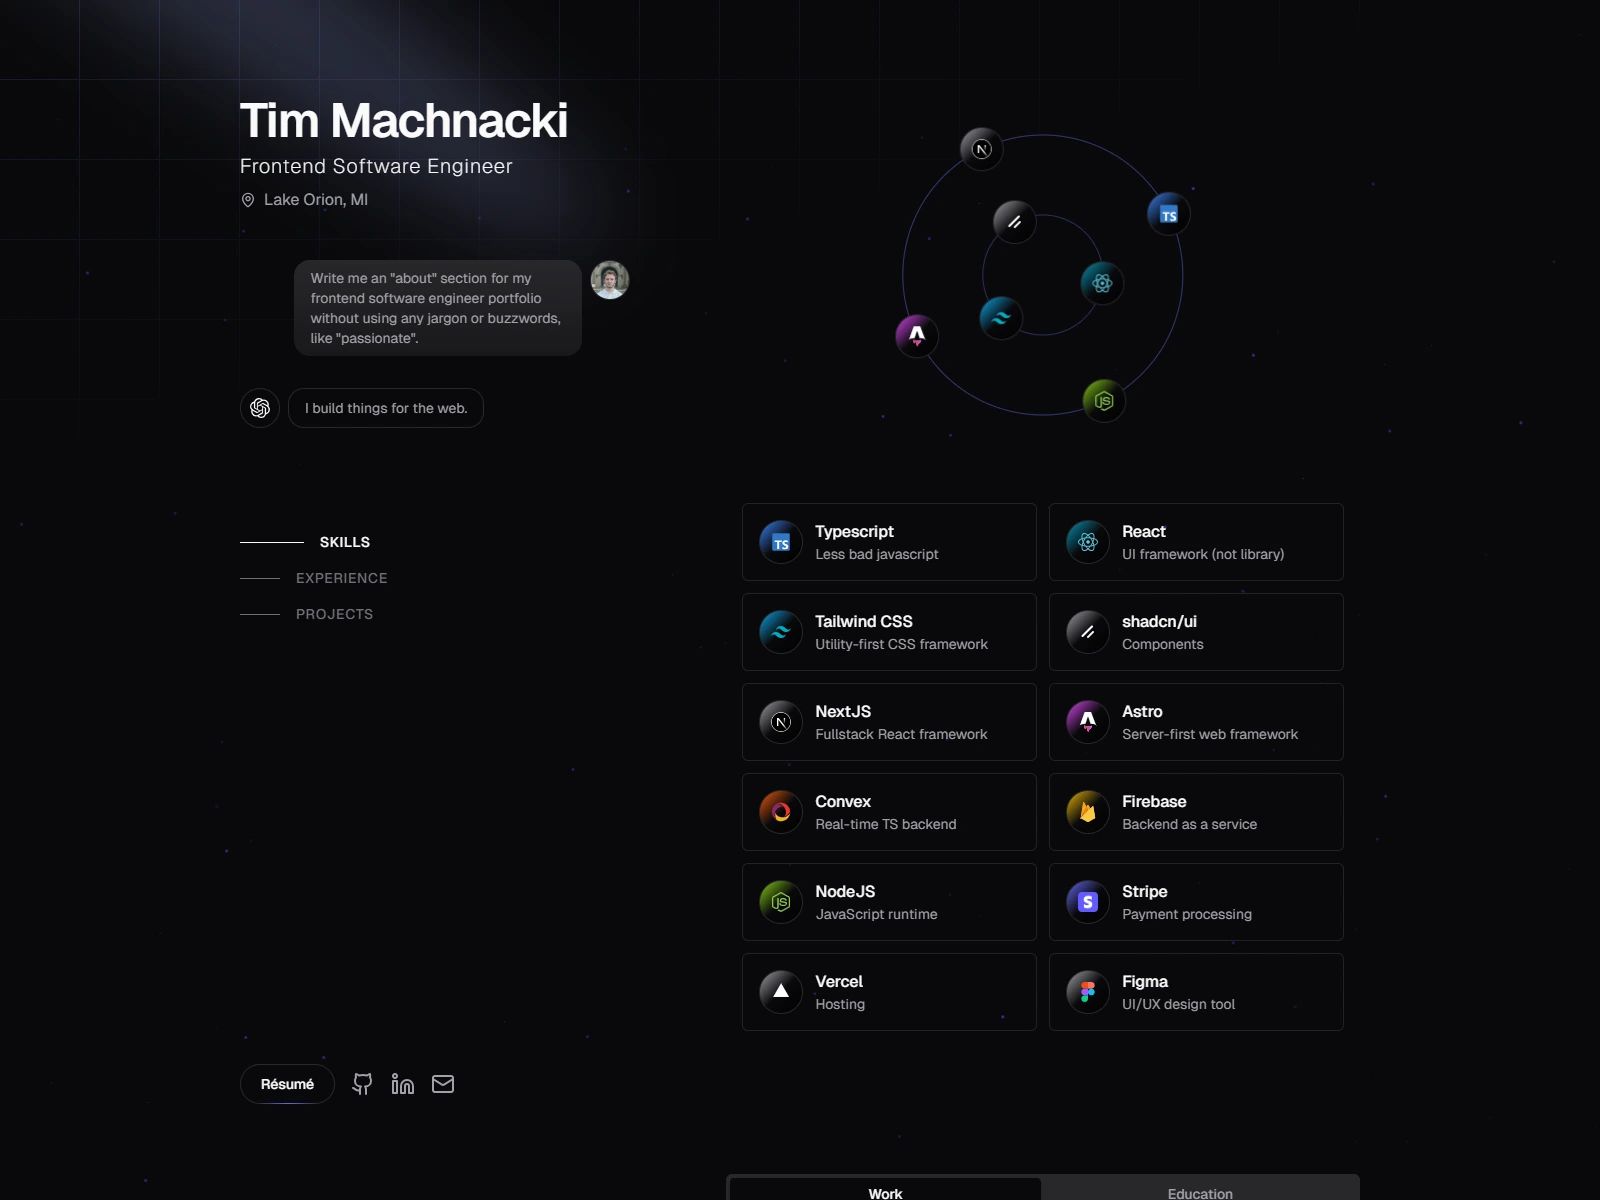 Tim Machnacki
Frontend Software Engineer
Lake Orion, MI
Write me an "about" section for my
frontend software engineer portfolio
without using any jargon or buzzwords,
like "passionate".
I build things for the web.
N
TS
JS
SKILLS
EXPERIENCE
PROJECTS
TS
Typescript
Less bad javascript
React
UI framework (not library)
Tailwind CSS
Utility-first CSS framework
shadcn/ui
Components
N
NextJS
Fullstack React framework
Astro
Server-first web framework
Convex
Real-time TS backend
Firebase
Backend as a service
JS
NodeJS
JavaScript runtime
S
Stripe
Payment processing
Vercel
Hosting
Figma
UI/UX design tool
Résumé
in
Work
Education